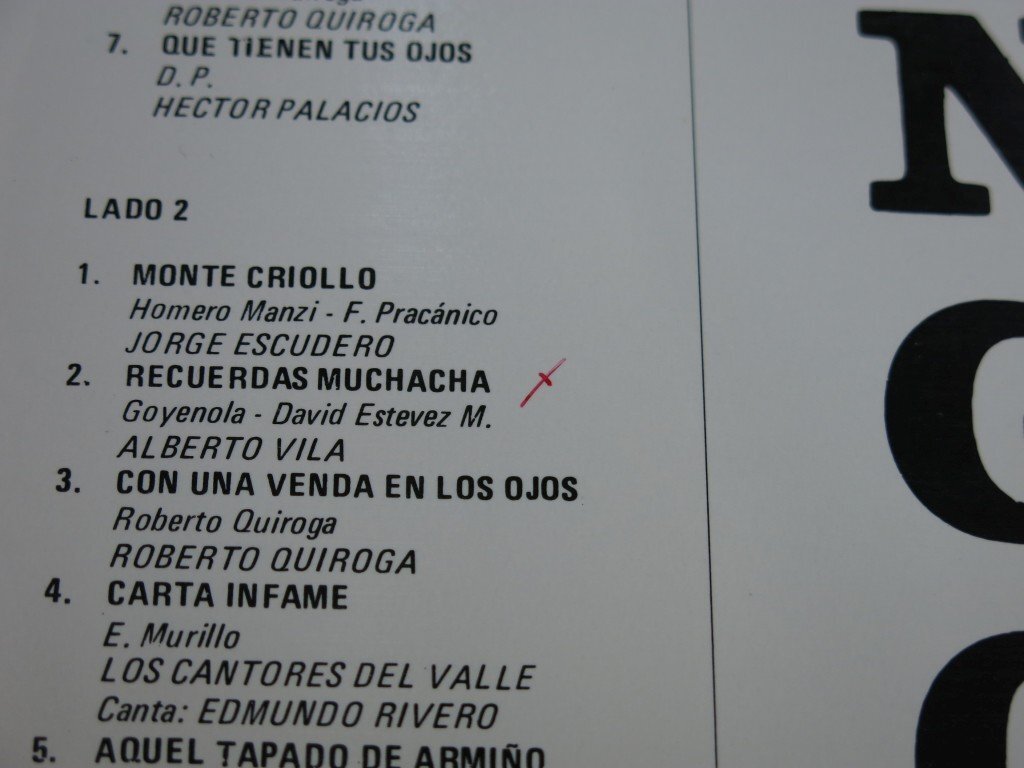 ROBERTO QUIROGA
7. QUE TIENEN TUS OJOS
D. P.
HECTOR PALACIOS
LADO 2
1. MONTE CRIOLLO
Homero Manzi - F. Pracánico
JORGE ESCUDERO
2. RECUERDAS MUCHACHA
Goyenola - David Estevez M.
ALBERTO VILA
3. CON UNA VENDA EN LOS OJOS
Roberto Quiroga
ROBERTO QUIROGA
4. CARTA INFAME
E. Murillo
LOS CANTORES DEL VALLE
Canta: EDMUNDO RIVERO
5. AQUEL TAPADO DE ARMIÑO
N
G
O